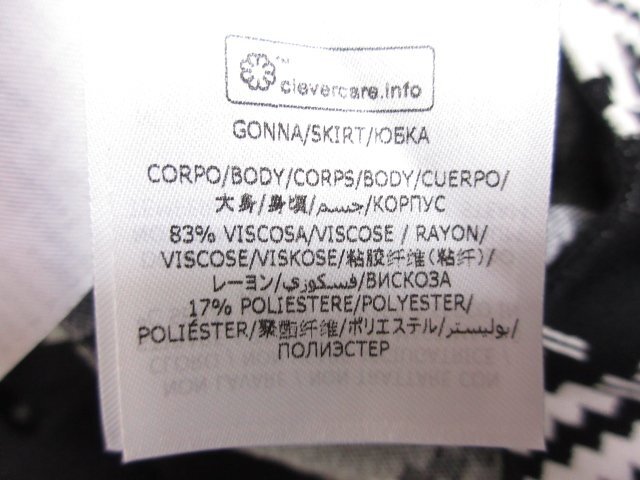 clevercare.info
GONNA/SKIRT/ЮБКА
CORPO/BODY/CORPS/BODY/CUERPO/
大身/身頃/جسم/КОРПУС
83% VISCOSA/VISCOSE / RAYON/
VISCOSE/VISKOSE/粘胶纤维(粘纤)/
レーヨン/فسكوزي/ВИСКОЗА
17% POLIESTERE/POLYESTER/
POLIÉSTER/聚酯纤维/ポリエステル/بوليستر/
ПОЛИЭСТЕР